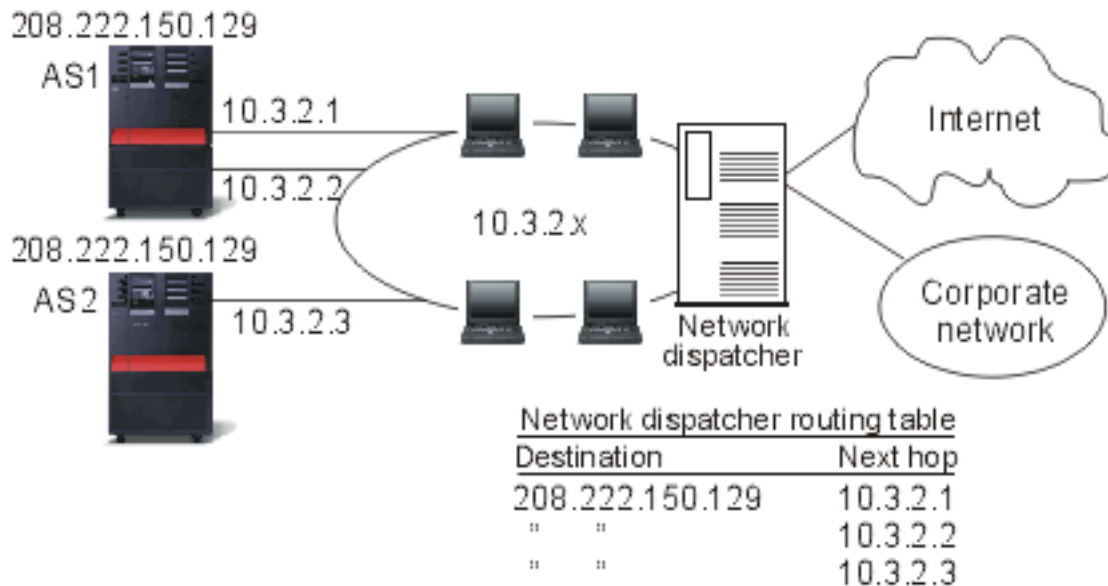 208.222.150.129
AS1
10.3.2.1
10.3.2.2
208.222.150.129
AS2
10.3.2.3
10.3.2.x
Network
dispatcher
Internet
Corporate
network
Network dispatcher routing table
Destination Next hop
208.222.150.129 10.3.2.1
" " 10.3.2.2
" " 10.3.2.3